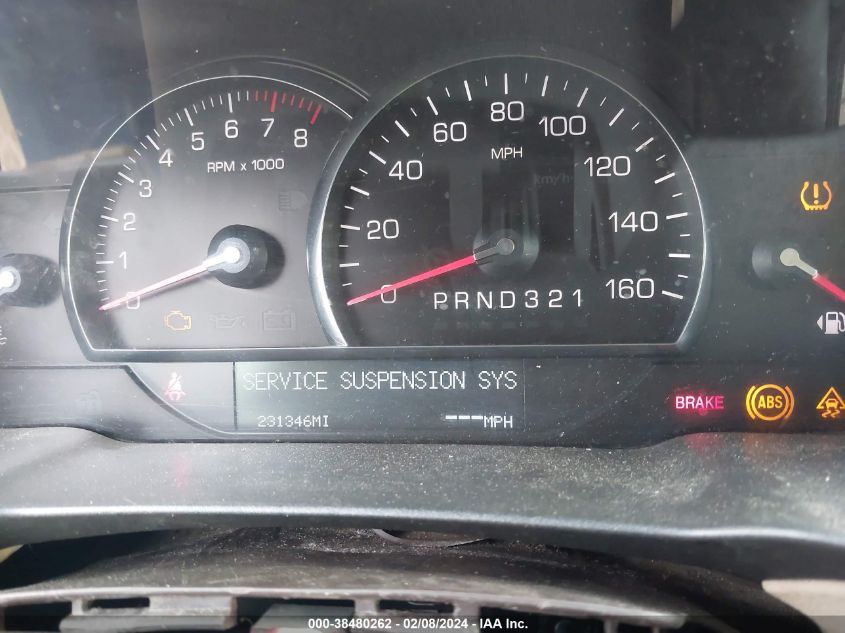 0 1 2 3 4 5 6 7 8
RPM x 1000
0 20 40 60 80 100 120 140 160
MPH
km/h
PRND321
SERVICE SUSPENSION SYS
231346MI
---MPH
BRAKE
ABS
000-38480262 - 02/08/2024 - IAA Inc.